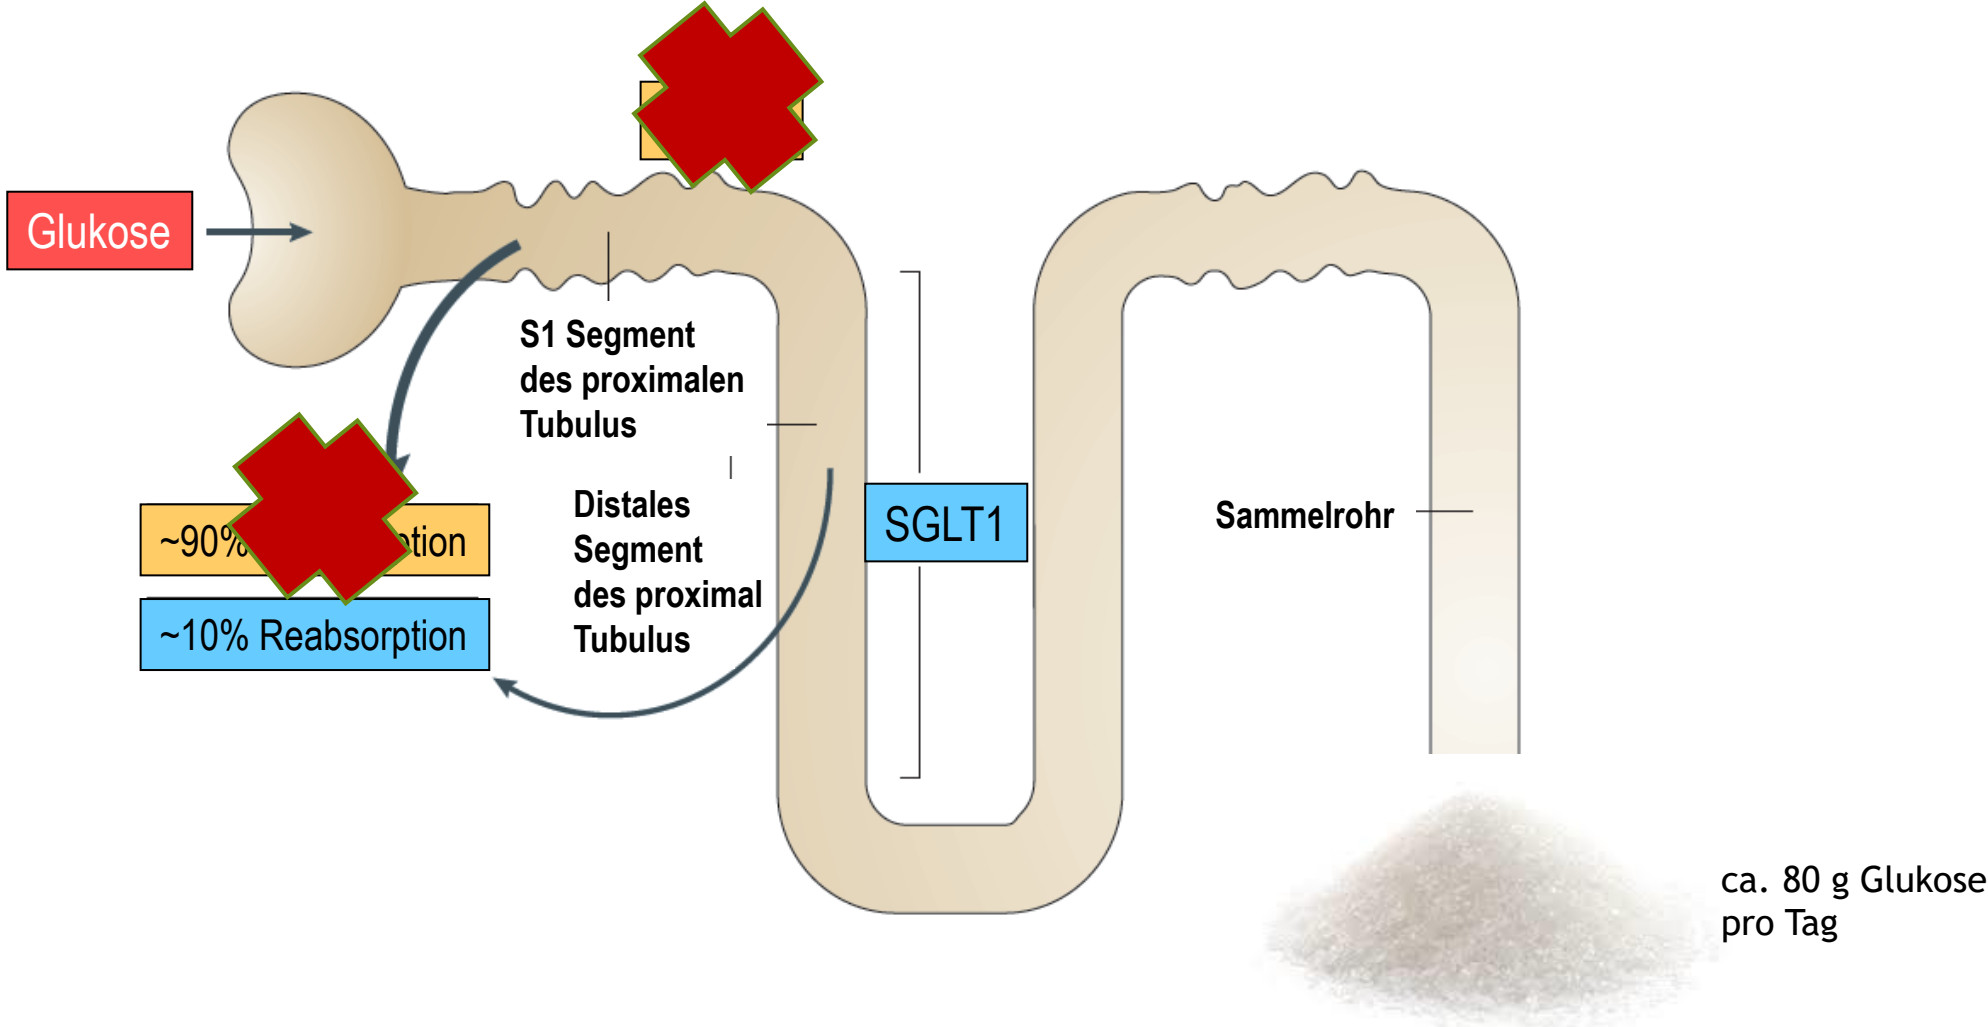 Glukose
S1 Segment
des proximalen
Tubulus
Distales
Segment
des proximal
Tubulus
~90%
~10% Reabsorption
SGLT1
Sammelrohr
ca. 80 g Glukose
pro Tag